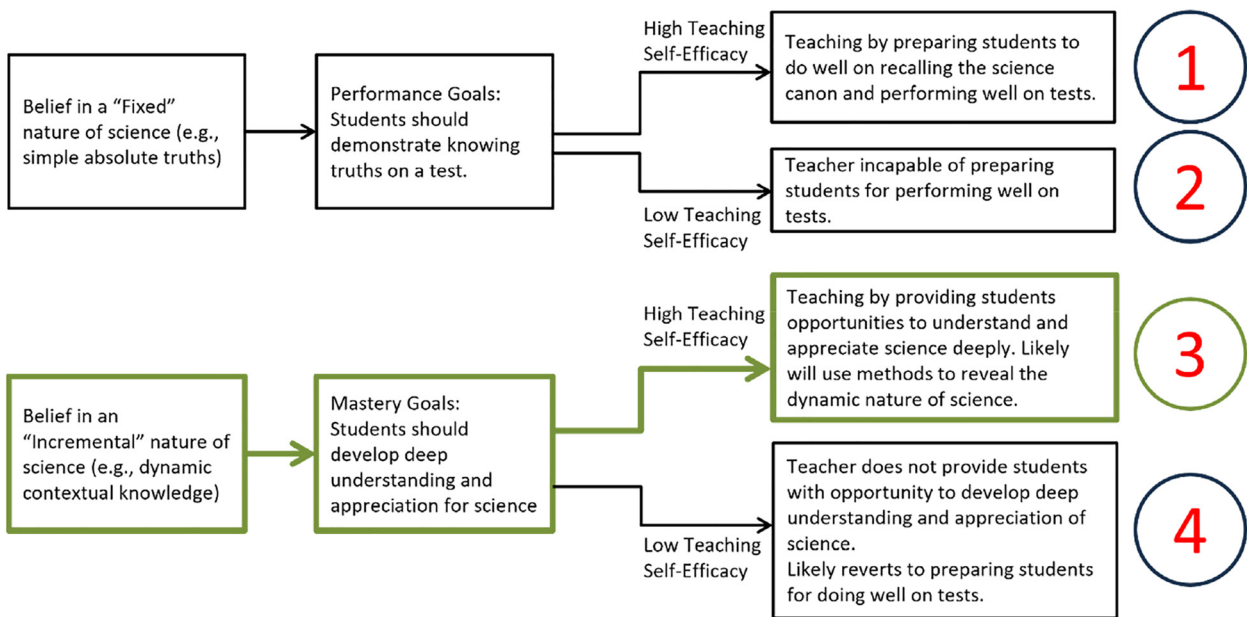 Belief in a “Fixed”
nature of science (e.g.,
simple absolute truths)
Performance Goals:
Students should
demonstrate knowing
truths on a test.
High Teaching
Self-Efficacy
Teaching by preparing students to
do well on recalling the science
canon and performing well on tests.
1
Low Teaching
Self-Efficacy
Teacher incapable of preparing
students for performing well on
tests.
2
Belief in an
“Incremental” nature of
science (e.g., dynamic
contextual knowledge)
Mastery Goals:
Students should
develop deep
understanding and
appreciation for science
High Teaching
Self-Efficacy
Teaching by providing students
opportunities to understand and
appreciate science deeply. Likely
will use methods to reveal the
dynamic nature of science.
3
Low Teaching
Self-Efficacy
Teacher does not provide students
with opportunity to develop deep
understanding and appreciation of
science.
Likely reverts to preparing students
for doing well on tests.
4